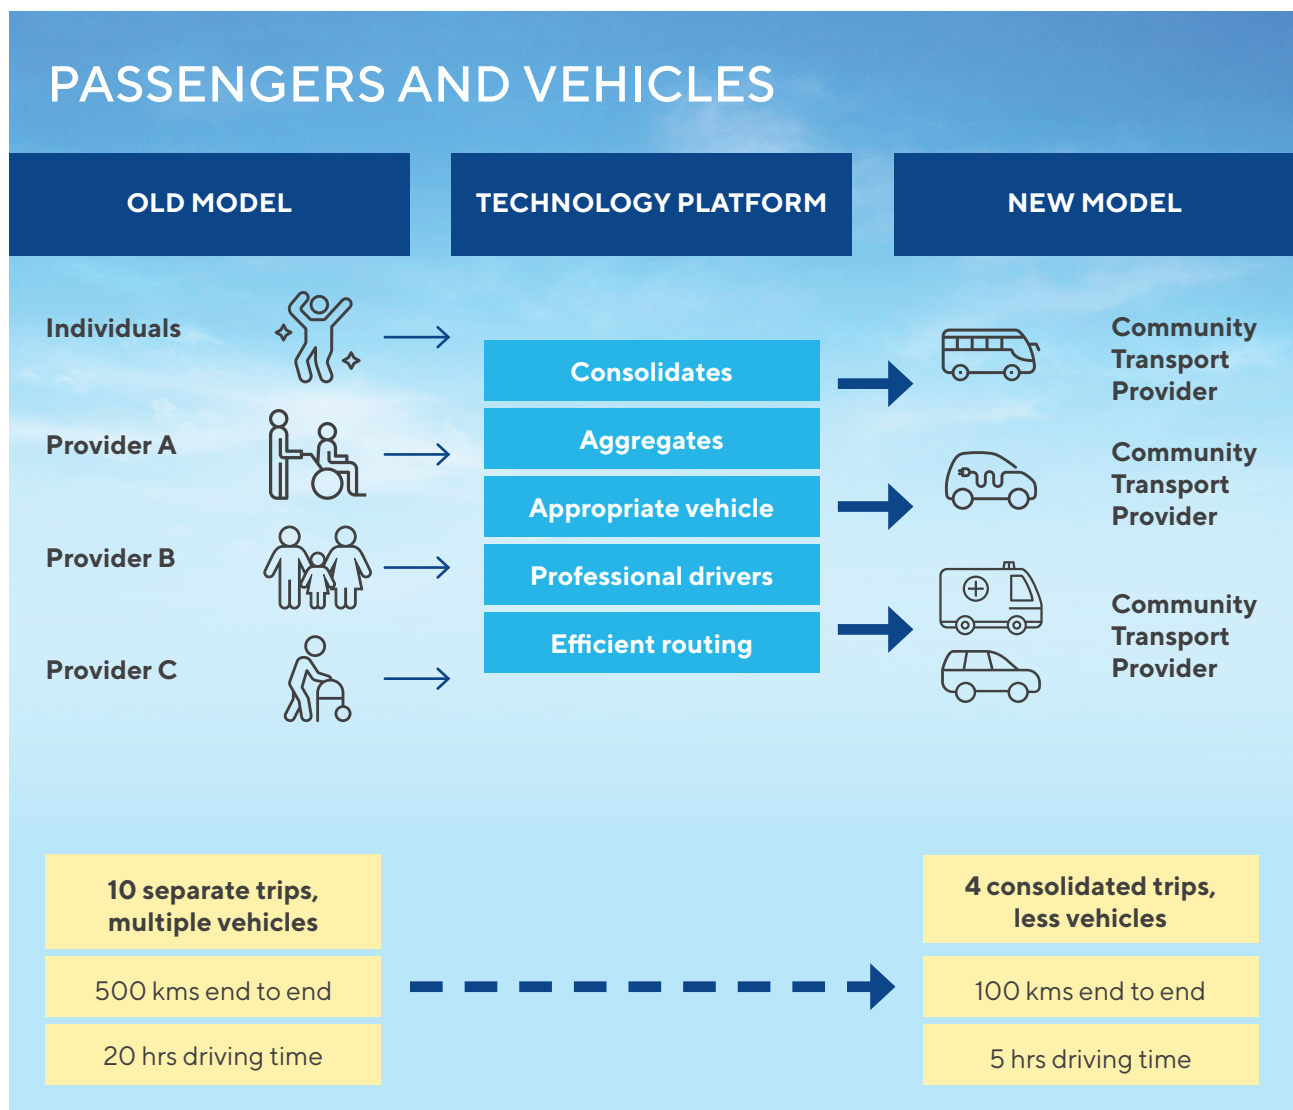 PASSENGERS AND VEHICLES
OLD MODEL
TECHNOLOGY PLATFORM
NEW MODEL
Individuals
Provider A
Provider B
Provider C
Consolidates
Aggregates
Appropriate vehicle
Professional drivers
Efficient routing
Community
Transport
Provider
Community
Transport
Provider
Community
Transport
Provider
10 separate trips,
multiple vehicles
500 kms end to end
20 hrs driving time
4 consolidated trips,
less vehicles
100 kms end to end
5 hrs driving time